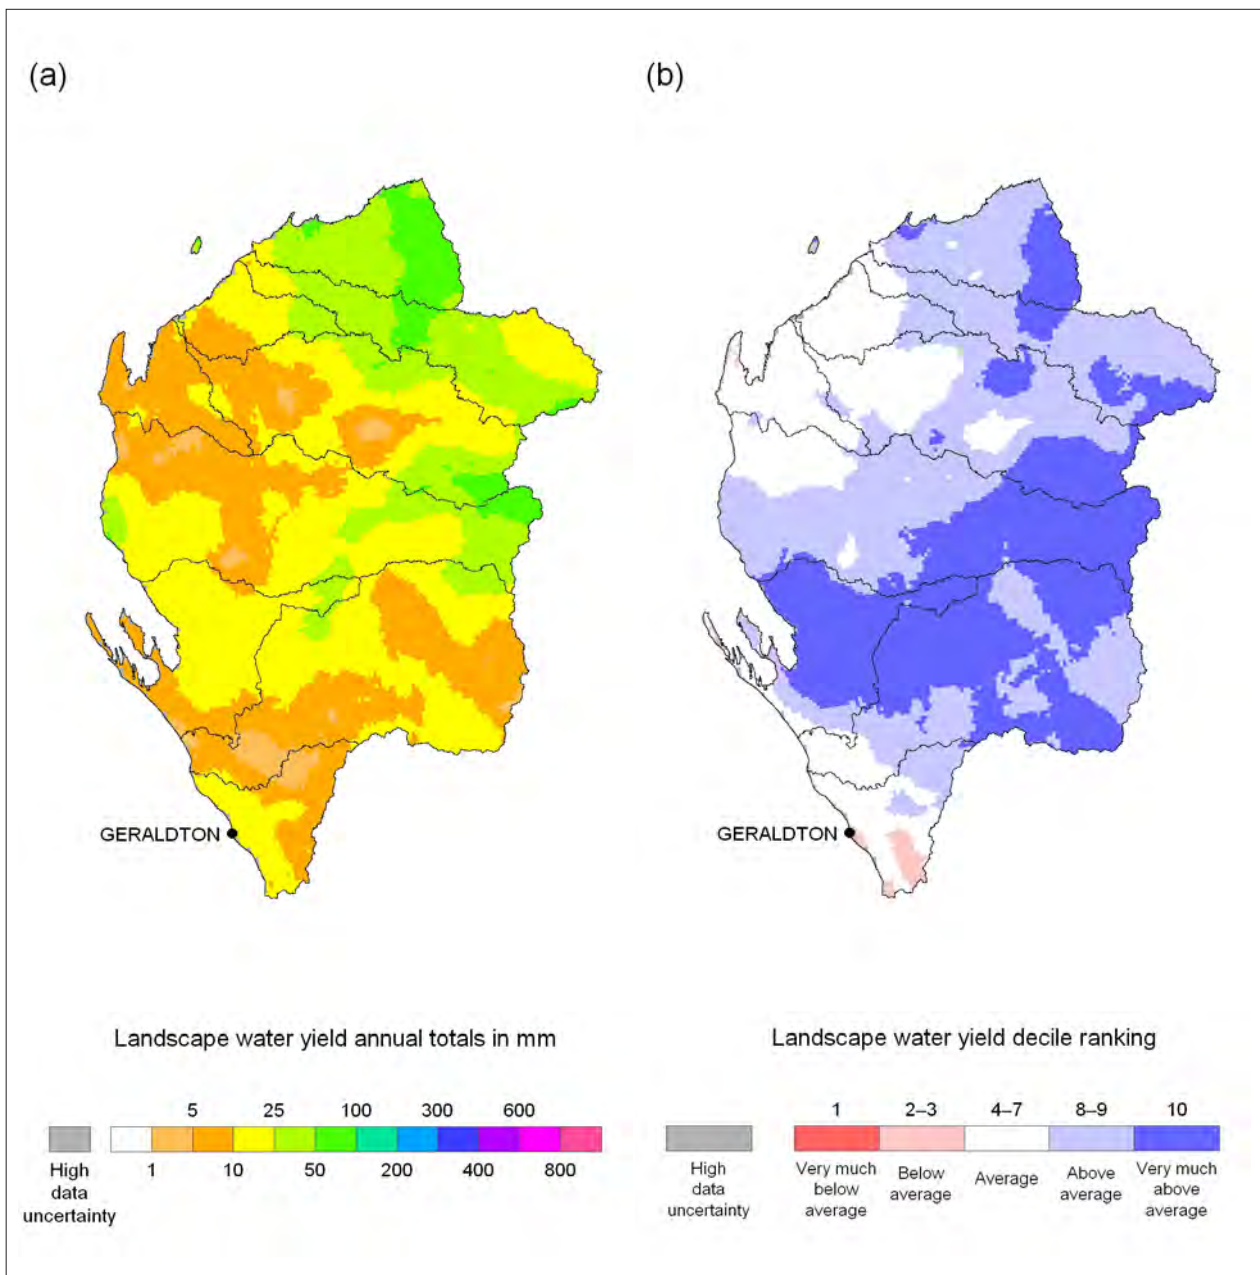 (a)
(b)
GERALDTON
GERALDTON
Landscape water yield annual totals in mm
5 25 100 300 600
1 10 50 200 400 800
High
data
uncertainty
Landscape water yield decile ranking
1 2–3 4–7 8–9 10
High
data
uncertainty
Very much
below
average
Below
average
Average
Above
average
Very much
above
average